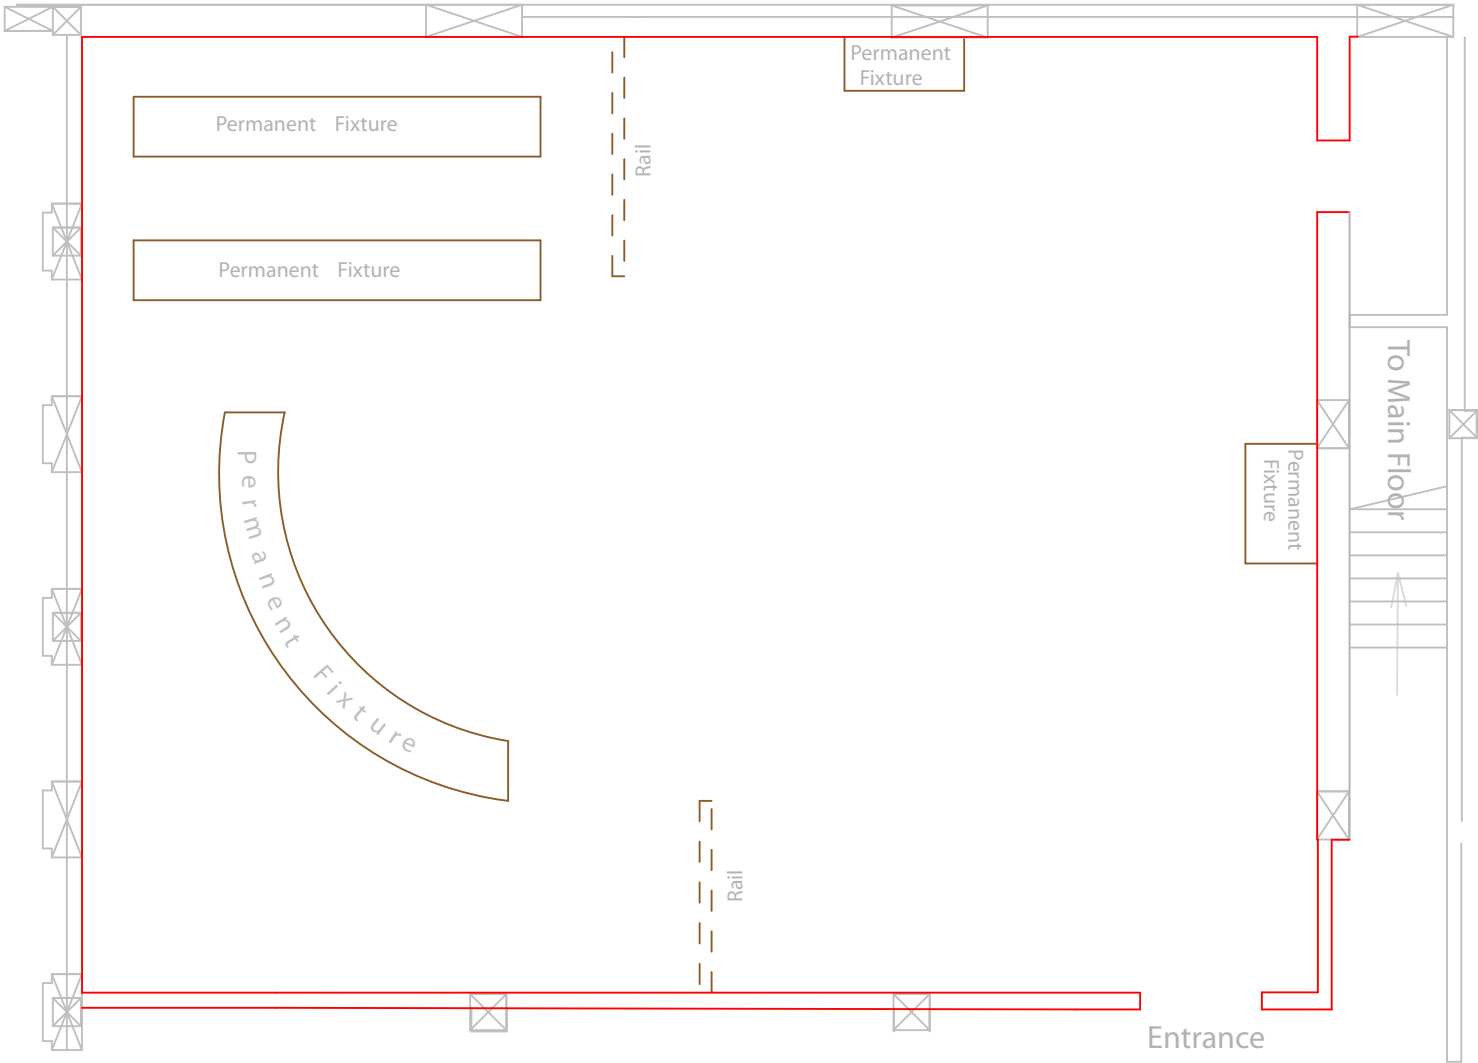 Permanent
Fixture
Permanent Fixture
Rail
Permanent Fixture
To Main Floor
Permanent
Fixture
Permanent Fixture
Rail
Entrance